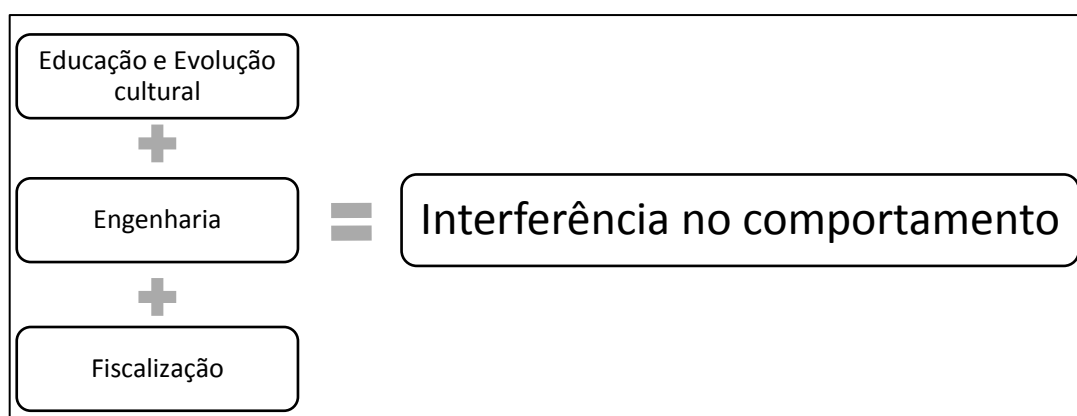 Educação e Evolução
cultural
Engenharia
Interferência no comportamento
Fiscalização